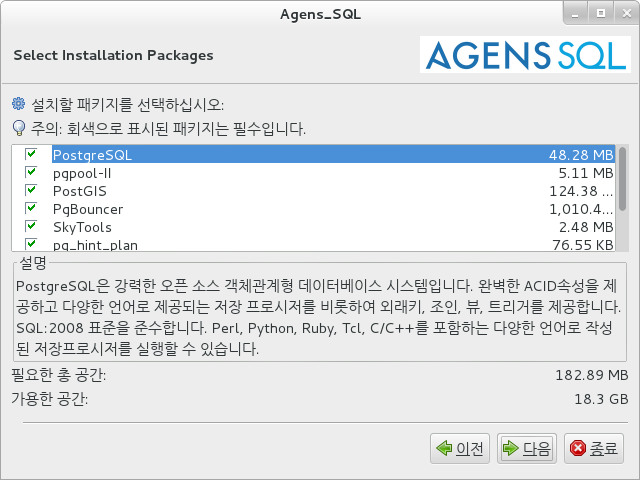 Agens_SQL
Select Installation Packages
AGENS SQL
설치할 패키지를 선택하십시오:
주의: 회색으로 표시된 패키지는 필수입니다.
PostgreSQL 48.28 MB
pgpool-II 5.11 MB
PostGIS 124.38 ...
PgBouncer 1,010.4...
SkyTools 2.48 MB
pg_hint_plan 76.55 KB
설명
PostgreSQL은 강력한 오픈 소스 객체관계형 데이터베이스 시스템입니다. 완벽한 ACID속성을 제
공하고 다양한 언어로 제공되는 저장 프로시저를 비롯하여 외래키, 조인, 뷰, 트리거를 제공합니다.
SQL:2008 표준을 준수합니다. Perl, Python, Ruby, Tcl, C/C++를 포함하는 다양한 언어로 작성
된 저장프로시저를 실행할 수 있습니다.
필요한 총 공간: 182.89 MB
가용한 공간: 18.3 GB
이전 다음 종료